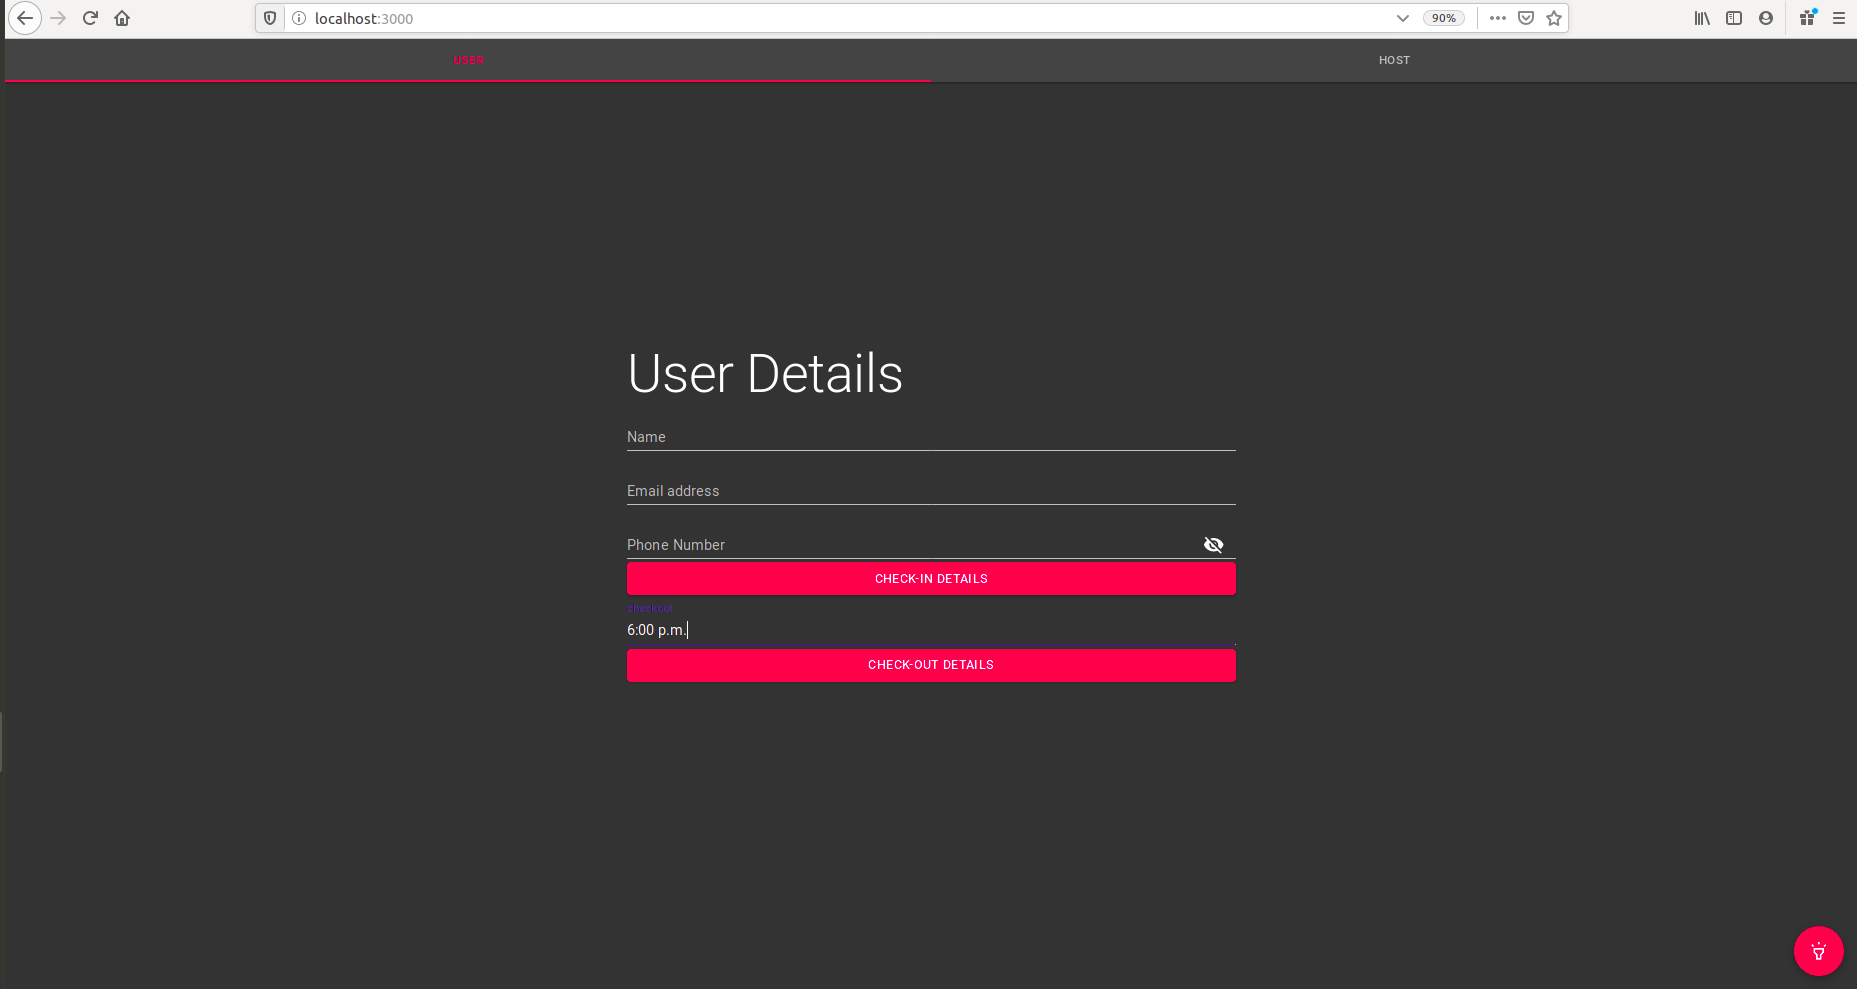 localhost:3000
90%
USER
HOST
User Details
Name
Email address
Phone Number
CHECK-IN DETAILS
checkout
6:00 p.m.
CHECK-OUT DETAILS